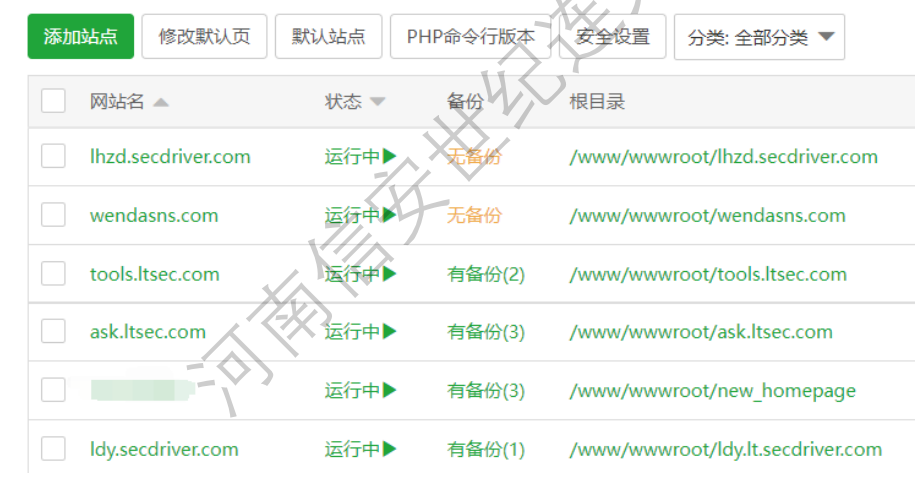 添加站点 修改默认页 默认站点 PHP命令行版本 安全设置 分类: 全部分类
网站名 状态 备份 根目录
lhzd.secdriver.com 运行中 无备份 /www/wwwroot/lhzd.secdriver.com
wendasns.com 运行中 无备份 /www/wwwroot/wendasns.com
tools.ltsec.com 运行中 有备份(2) /www/wwwroot/tools.ltsec.com
ask.ltsec.com 运行中 有备份(3) /www/wwwroot/ask.ltsec.com
运行中 有备份(3) /www/wwwroot/new_homepage
ldy.secdriver.com 运行中 有备份(1) /www/wwwroot/ldy.lt.secdriver.com
河南信安世纪连